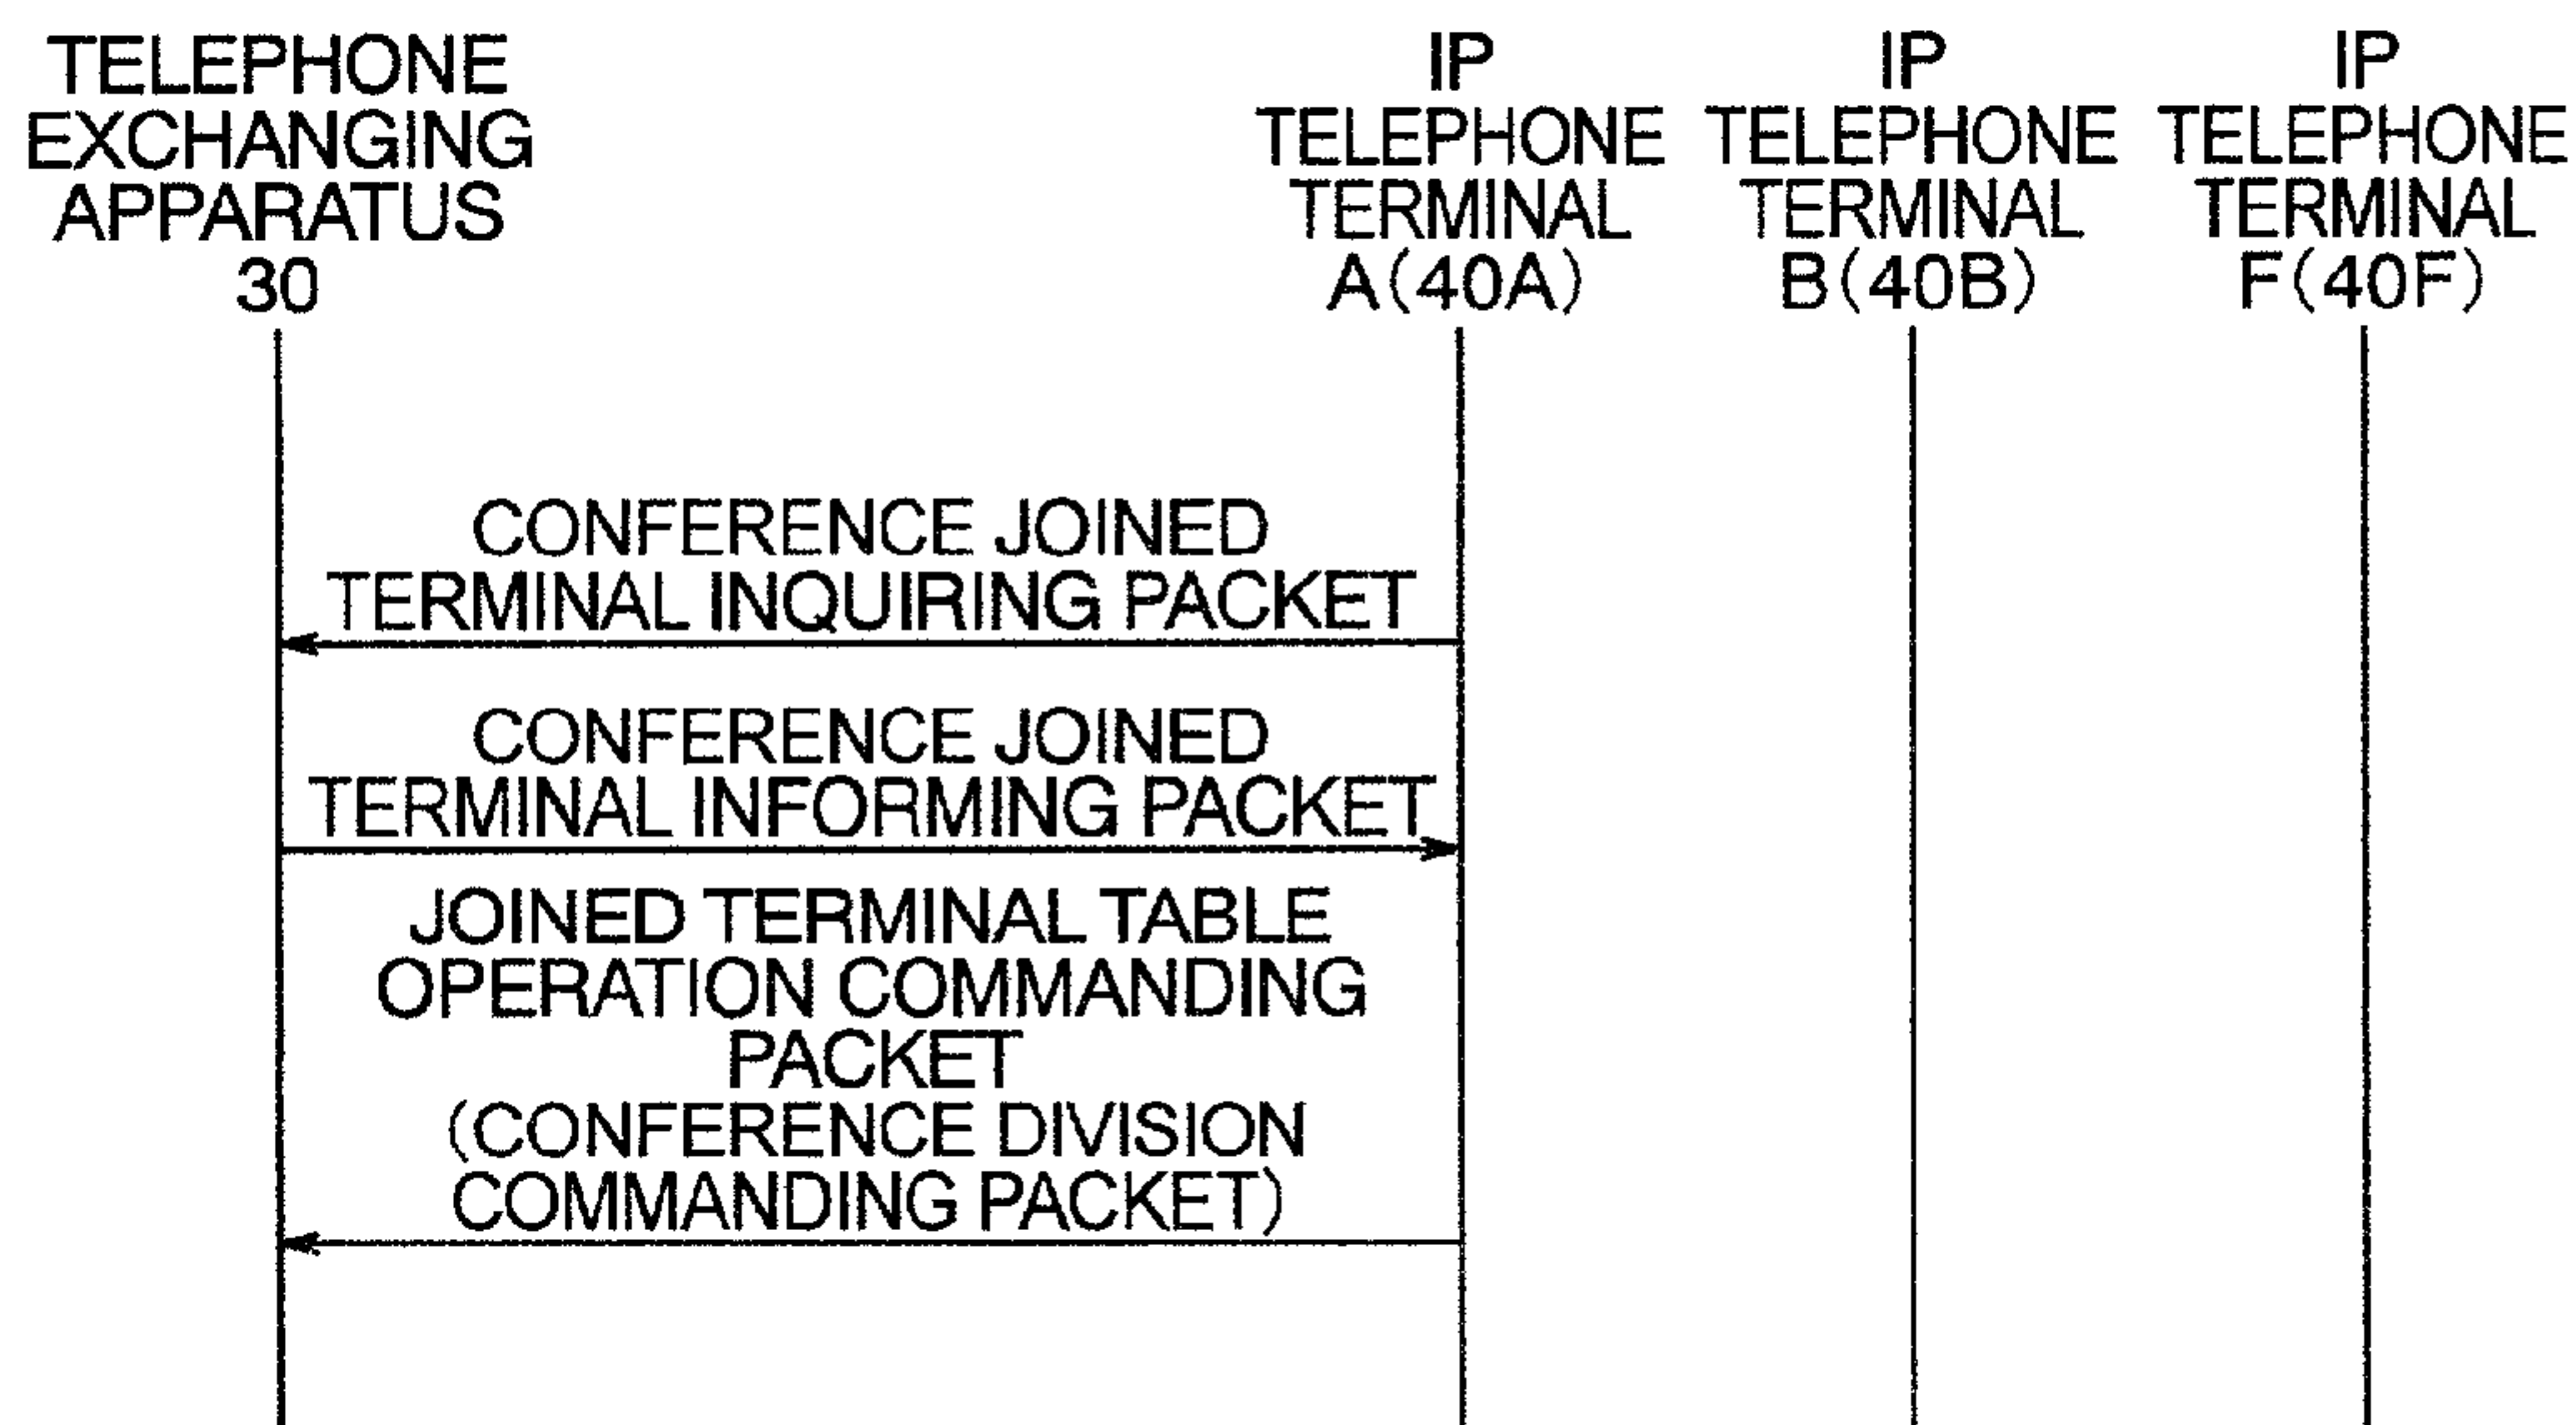 TELEPHONE
EXCHANGING
APPARATUS
30
IP
TELEPHONE
TERMINAL
A(40A)
IP
TELEPHONE
TERMINAL
B(40B)
IP
TELEPHONE
TERMINAL
F(40F)
CONFERENCE JOINED
TERMINAL INQUIRING PACKET
CONFERENCE JOINED
TERMINAL INFORMING PACKET
JOINED TERMINAL TABLE
OPERATION COMMANDING
PACKET
(CONFERENCE DIVISION
COMMANDING PACKET)